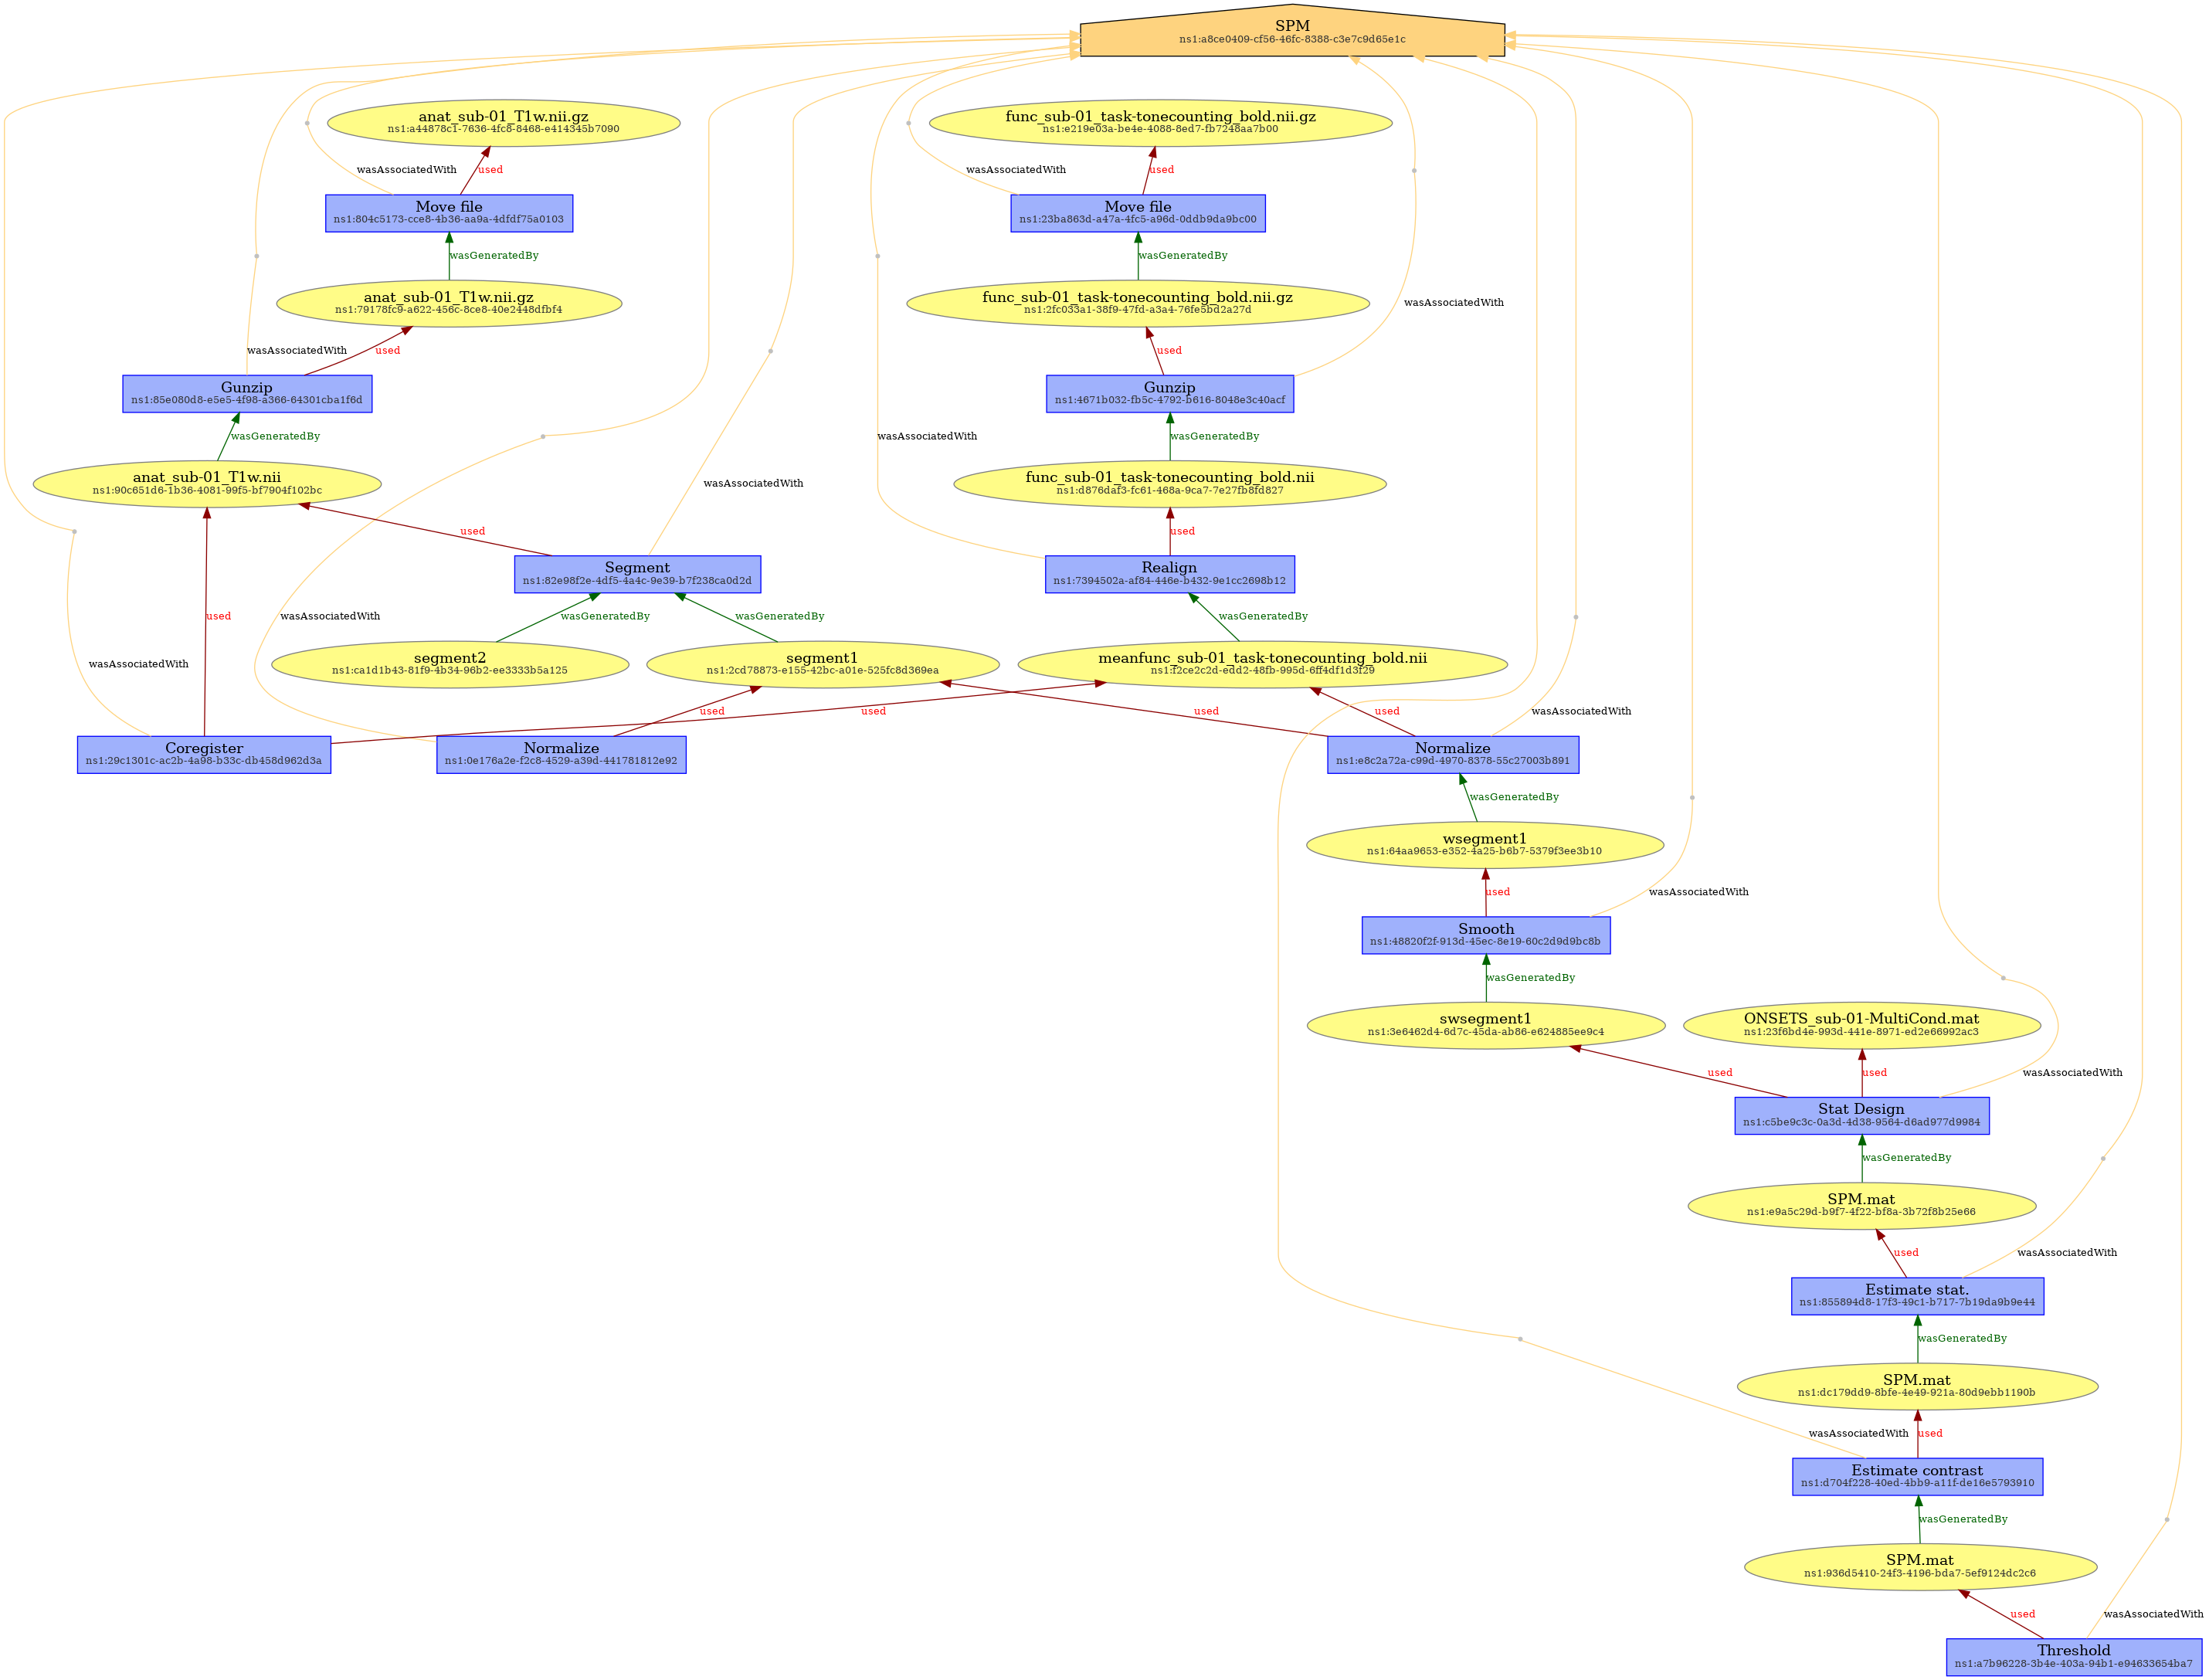 SPM
ns1:a8ce0409-cf56-46fc-8388-c3e7c9d65e1c
anat_sub-01_T1w.nii.gz
ns1:a44878c1-7636-4fc8-8468-e414345b7090
func_sub-01_task-tonecounting_bold.nii.gz
ns1:e219e03a-be4e-4088-8ed7-fb7248aa7b00
wasAssociatedWith
used
wasAssociatedWith
used
Move file
ns1:804c5173-cce8-4b36-aa9a-4dfdf75a0103
Move file
ns1:23ba863d-a47a-4fc5-a96d-0ddb9da9bc00
wasGeneratedBy
wasGeneratedBy
anat_sub-01_T1w.nii.gz
ns1:79178fc9-a622-456c-8ce8-40e2448dfbf4
func_sub-01_task-tonecounting_bold.nii.gz
ns1:2fc033a1-38f9-47fd-a3a4-76fe5bd2a27d
wasAssociatedWith
wasAssociatedWith
used
used
Gunzip
ns1:85e080d8-e5e5-4f98-a366-64301cba1f6d
Gunzip
ns1:4671b032-fb5c-4792-b616-8048e3c40acf
wasGeneratedBy
wasAssociatedWith
wasGeneratedBy
anat_sub-01_T1w.nii
ns1:90c651d6-1b36-4081-99f5-bf7904f102bc
wasAssociatedWith
func_sub-01_task-tonecounting_bold.nii
ns1:d876daf3-fc61-468a-9ca7-7e27fb8fd827
used
used
Segment
ns1:82e98f2e-4df5-4a4c-9e39-b7f238ca0d2d
Realign
ns1:7394502a-af84-446e-b432-9e1cc2698b12
used
wasAssociatedWith
wasGeneratedBy
wasGeneratedBy
wasGeneratedBy
wasAssociatedWith
segment2
ns1:ca1d1b43-81f9-4b34-96b2-ee3333b5a125
segment1
ns1:2cd78873-e155-42bc-a01e-525fc8d369ea
meanfunc_sub-01_task-tonecounting_bold.nii
ns1:f2ce2c2d-edd2-48fb-995d-6ff4df1d3f29
used
used
used
used
wasAssociatedWith
Coregister
ns1:29c1301c-ac2b-4a98-b33c-db458d962d3a
Normalize
ns1:0e176a2e-f2c8-4529-a39d-441781812e92
Normalize
ns1:e8c2a72a-c99d-4970-8378-55c27003b891
wasGeneratedBy
wsegment1
ns1:64aa9653-e352-4a25-b6b7-5379f3ee3b10
used
wasAssociatedWith
Smooth
ns1:48820f2f-913d-45ec-8e19-60c2d9d9bc8b
wasGeneratedBy
swsegment1
ns1:3e6462d4-6d7c-45da-ab86-e624885ee9c4
ONSETS_sub-01-MultiCond.mat
ns1:23f6bd4e-993d-441e-8971-ed2e66992ac3
used
used
wasAssociatedWith
Stat Design
ns1:c5be9c3c-0a3d-4d38-9564-d6ad977d9984
wasGeneratedBy
SPM.mat
ns1:e9a5c29d-b9f7-4f22-bf8a-3b72f8b25e66
used
wasAssociatedWith
Estimate stat.
ns1:855894d8-17f3-49c1-b717-7b19da9b9e44
wasGeneratedBy
SPM.mat
ns1:dc179dd9-8bfe-4e49-921a-80d9ebb1190b
wasAssociatedWith
used
Estimate contrast
ns1:d704f228-40ed-4bb9-a11f-de16e5793910
wasGeneratedBy
SPM.mat
ns1:936d5410-24f3-4196-bda7-5ef9124dc2c6
used
wasAssociatedWith
Threshold
ns1:a7b96228-3b4e-403a-94b1-e94633654ba7